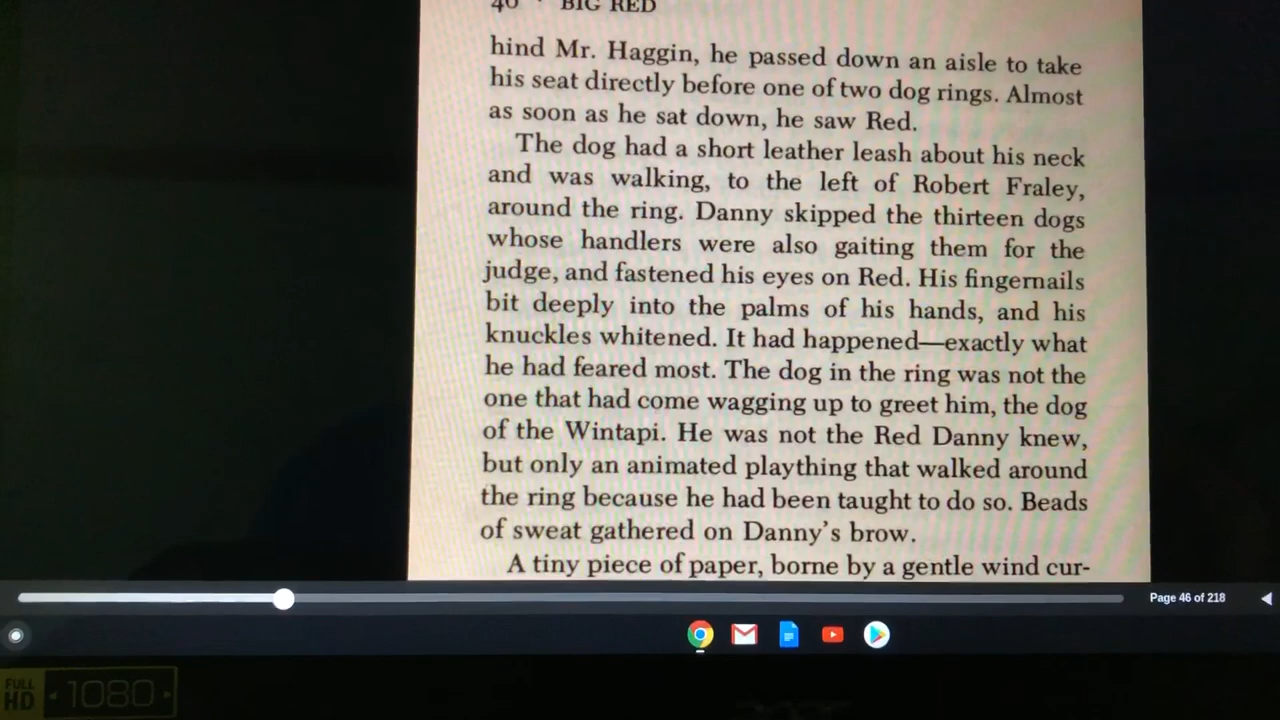 40 · BIG RED
hind Mr. Haggin, he passed down an aisle to take
his seat directly before one of two dog rings. Almost
as soon as he sat down, he saw Red.
The dog had a short leather leash about his neck
and was walking, to the left of Robert Fraley,
around the ring. Danny skipped the thirteen dogs
whose handlers were also gaiting them for the
judge, and fastened his eyes on Red. His fingernails
bit deeply into the palms of his hands, and his
knuckles whitened. It had happened—exactly what
he had feared most. The dog in the ring was not the
one that had come wagging up to greet him, the dog
of the Wintapi. He was not the Red Danny knew,
but only an animated plaything that walked around
the ring because he had been taught to do so. Beads
of sweat gathered on Danny's brow.
A tiny piece of paper, borne by a gentle wind cur-
Page 46 of 218
FULL HD 1080